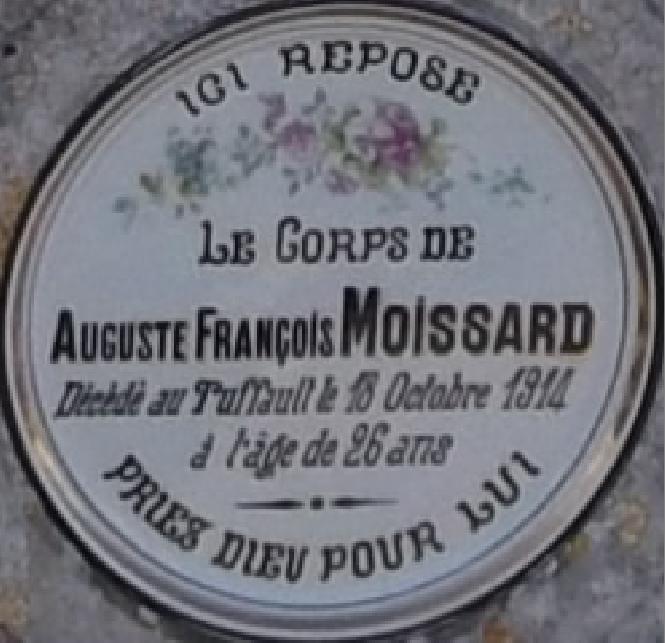 ICI REPOSE
LE CORPS DE
AUGUSTE FRANÇOIS MOISSARD
Décédé au Tuffauil le 18 Octobre 1914
à l'âge de 26 ans
PRIEZ DIEU POUR LUI